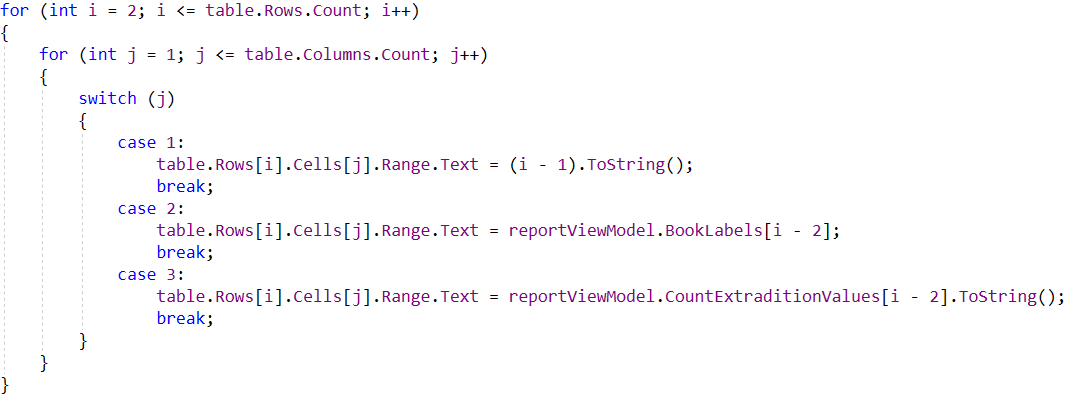 for (int i = 2; i <= table.Rows.Count; i++)
{
    for (int j = 1; j <= table.Columns.Count; j++)
    {
        switch (j)
        {
            case 1:
                table.Rows[i].Cells[j].Range.Text = (i - 1).ToString();
                break;
            case 2:
                table.Rows[i].Cells[j].Range.Text = reportViewModel.BookLabels[i - 2];
                break;
            case 3:
                table.Rows[i].Cells[j].Range.Text = reportViewModel.CountExtraditionValues[i - 2].ToString();
                break;
        }
    }
}